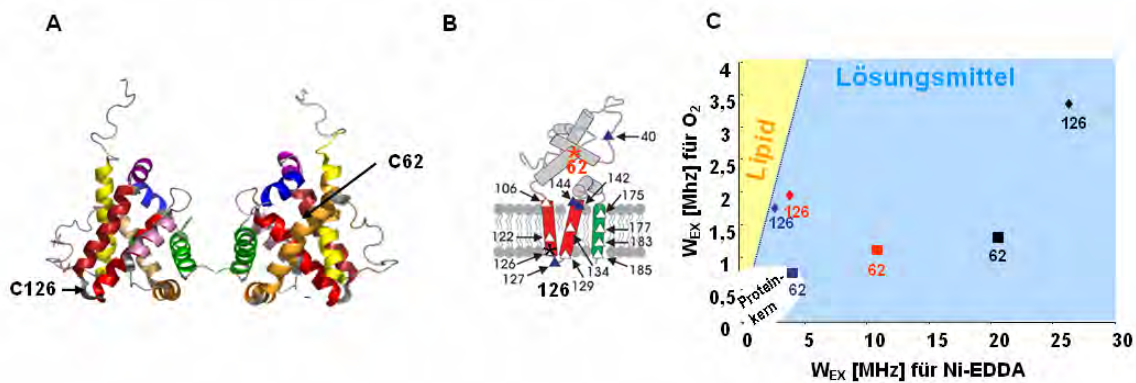 A
B
C
C62
C126
40
62
106
144
142
175
122
177
183
126
127
129
134
185
126
4
3,5
3
2,5
2
1,5
1
0,5
0
W_EX [Mhz] für O_2
Lipid
Lösungsmittel
126
126
126
62
62
62
Protein-
kern
0 5 10 15 20 25 30
W_EX [MHz] für Ni-EDDA